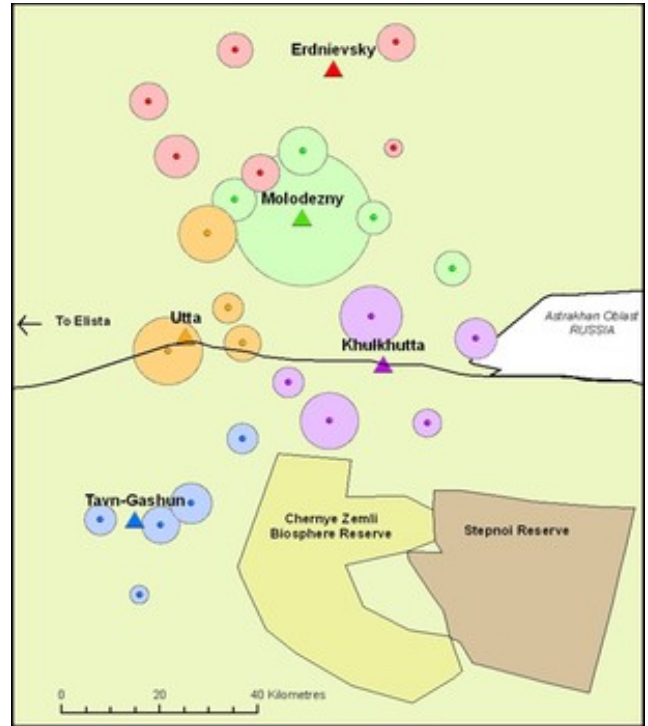 Erdnievsky
Molodezny
To Elista
Utta
Khulkhutta
Astrakhan Oblast
RUSSIA
Tavn-Gashun
Chernye Zemli
Biosphere Reserve
Stepnoi Reserve
0 20 40 Kilometres